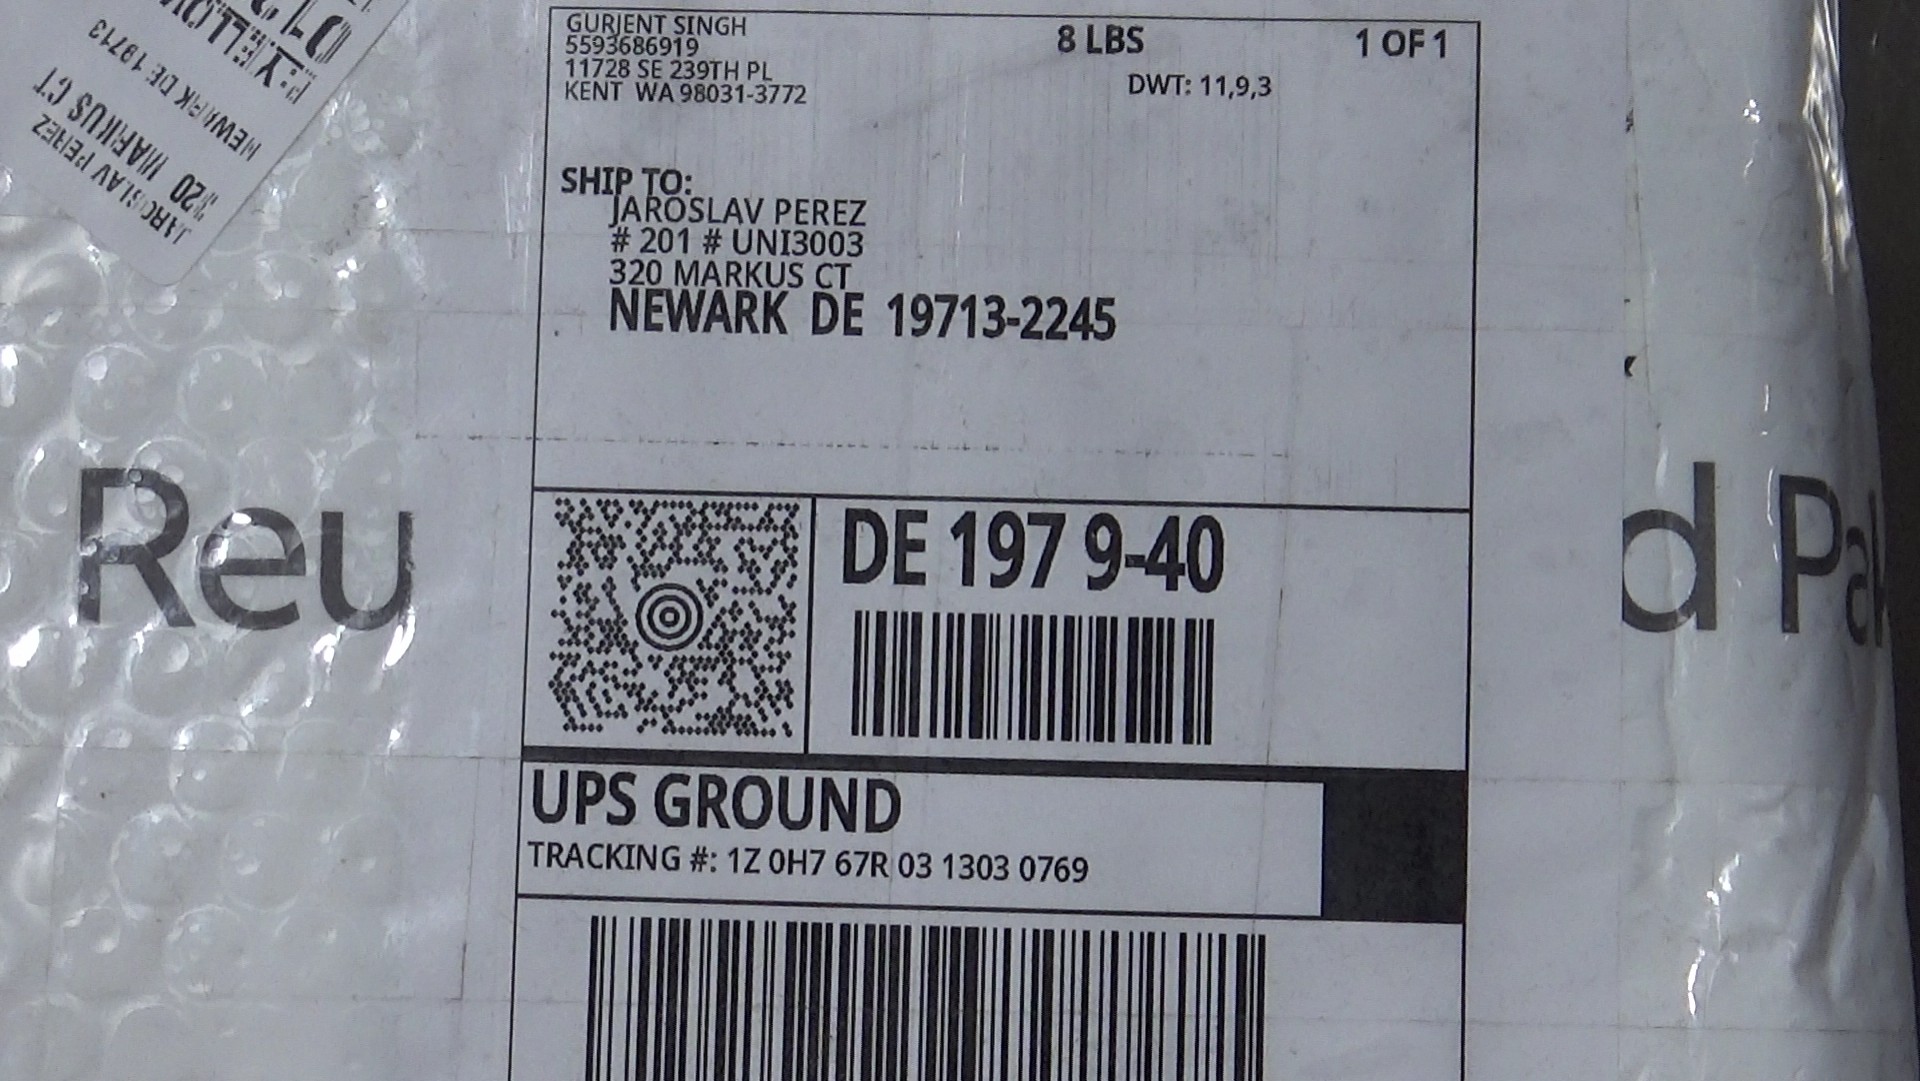 GURJENT SINGH
5593686919
11728 SE 239TH PL
KENT WA 98031-3772
8 LBS
1 OF 1
DWT: 11,9,3
SHIP TO:
JAROSLAV PEREZ
# 201 # UNI3003
320 MARKUS CT
NEWARK DE 19713-2245
DE 197 9-40
UPS GROUND
TRACKING #: 1Z 0H7 67R 03 1303 0769
JAROSLAV PEREZ
320 MARKUS CT
NEWARK DE 19713
Reu
d Pa